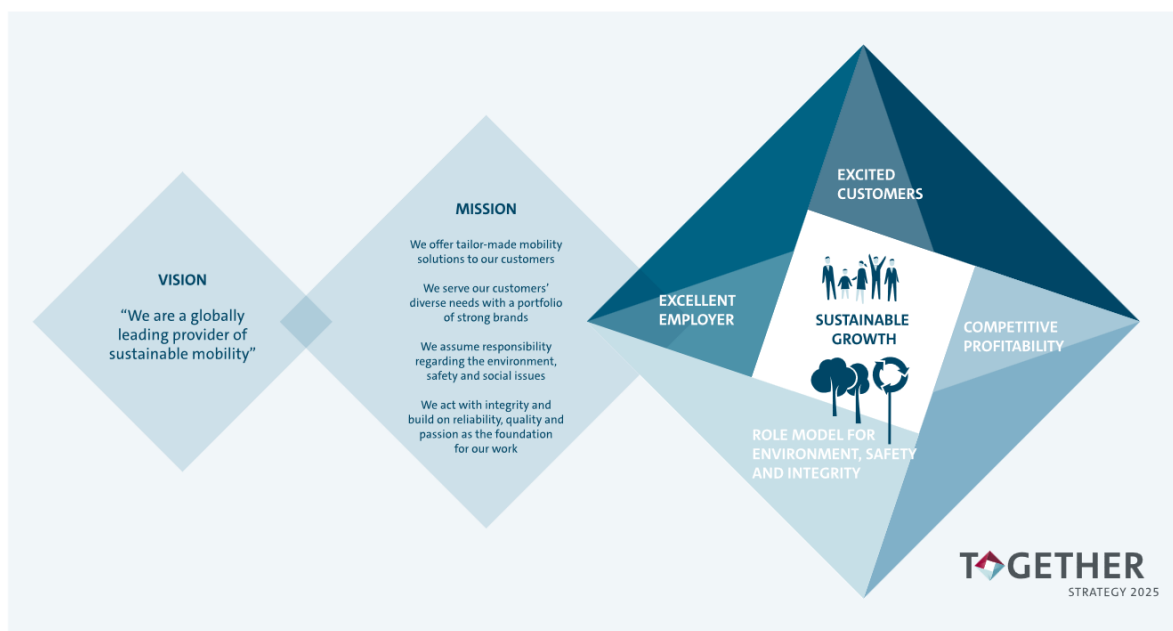 VISION
“We are a globally
leading provider of
sustainable mobility”
MISSION
We offer tailor-made mobility
solutions to our customers
We serve our customers’
diverse needs with a portfolio
of strong brands
We assume responsibility
regarding the environment,
safety and social issues
We act with integrity and
build on reliability, quality and
passion as the foundation
for our work
EXCITED
CUSTOMERS
EXCELLENT
EMPLOYER
SUSTAINABLE
GROWTH
COMPETITIVE
PROFITABILITY
ROLE MODEL FOR
ENVIRONMENT, SAFETY
AND INTEGRITY
TOGETHER
STRATEGY 2025